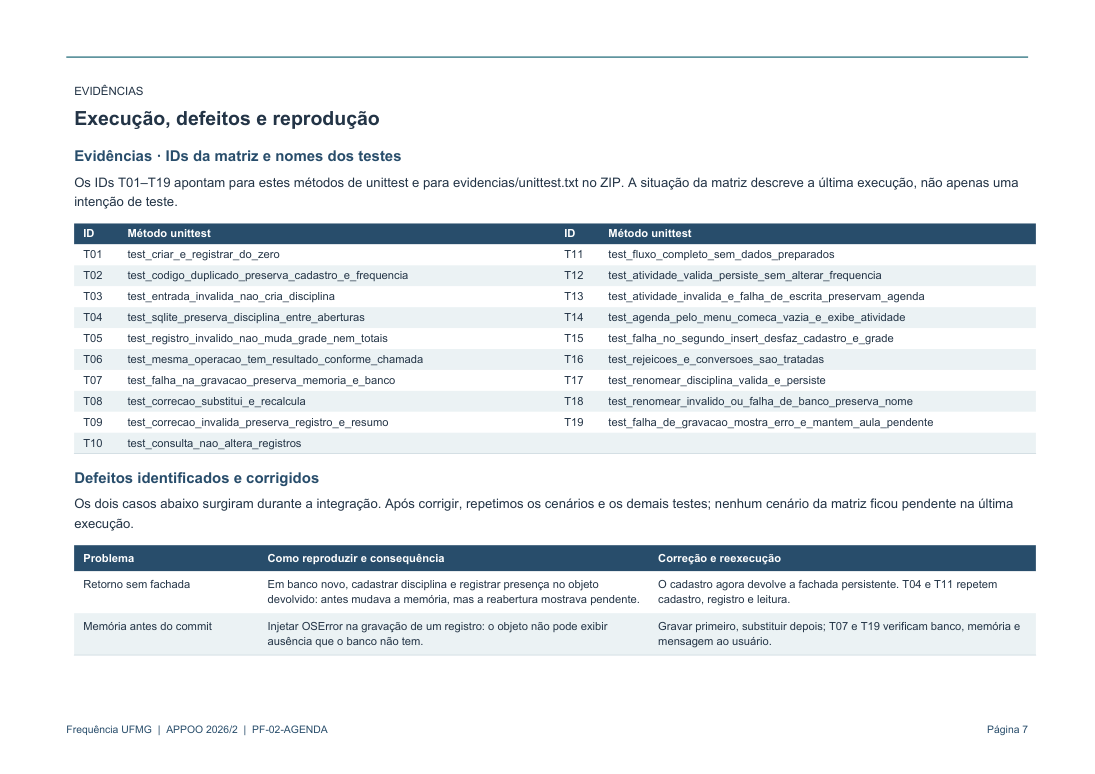 EVIDÊNCIAS
Execução, defeitos e reprodução
Evidências · IDs da matriz e nomes dos testes
Os IDs T01–T19 apontam para estes métodos de unittest e para evidencias/unittest.txt no ZIP. A situação da matriz descreve a última execução, não apenas uma
intenção de teste.
ID Método unittest ID Método unittest
T01 test_criar_e_registrar_do_zero T11 test_fluxo_completo_sem_dados_preparados
T02 test_codigo_duplicado_preserva_cadastro_e_frequencia T12 test_atividade_valida_persiste_sem_alterar_frequencia
T03 test_entrada_invalida_nao_cria_disciplina T13 test_atividade_invalida_e_falha_de_escrita_preservam_agenda
T04 test_sqlite_preserva_disciplina_entre_aberturas T14 test_agenda_pelo_menu_comeca_vazia_e_exibe_atividade
T05 test_registro_invalido_nao_muda_grade_nem_totais T15 test_falha_no_segundo_insert_desfaz_cadastro_e_grade
T06 test_mesma_operacao_tem_resultado_conforme_chamada T16 test_rejeicoes_e_conversoes_sao_tratadas
T07 test_falha_na_gravacao_preserva_memoria_e_banco T17 test_renomear_disciplina_valida_e_persiste
T08 test_correcao_substitui_e_recalcula T18 test_renomear_invalido_ou_falha_de_banco_preserva_nome
T09 test_correcao_invalida_preserva_registro_e_resumo T19 test_falha_de_gravacao_mostra_erro_e_mantem_aula_pendente
T10 test_consulta_nao_altera_registros
Defeitos identificados e corrigidos
Os dois casos abaixo surgiram durante a integração. Após corrigir, repetimos os cenários e os demais testes; nenhum cenário da matriz ficou pendente na última
execução.
Problema Como reproduzir e consequência Correção e reexecução
Retorno sem fachada Em banco novo, cadastrar disciplina e registrar presença no objeto O cadastro agora devolve a fachada persistente. T04 e T11 repetem
devolvido: antes mudava a memória, mas a reabertura mostrava pendente. cadastro, registro e leitura.
Memória antes do commit Injetar OSError na gravação de um registro: o objeto não pode exibir Gravar primeiro, substituir depois; T07 e T19 verificam banco, memória e
ausência que o banco não tem. mensagem ao usuário.
Frequência UFMG | APPOO 2026/2 | PF-02-AGENDA Página 7